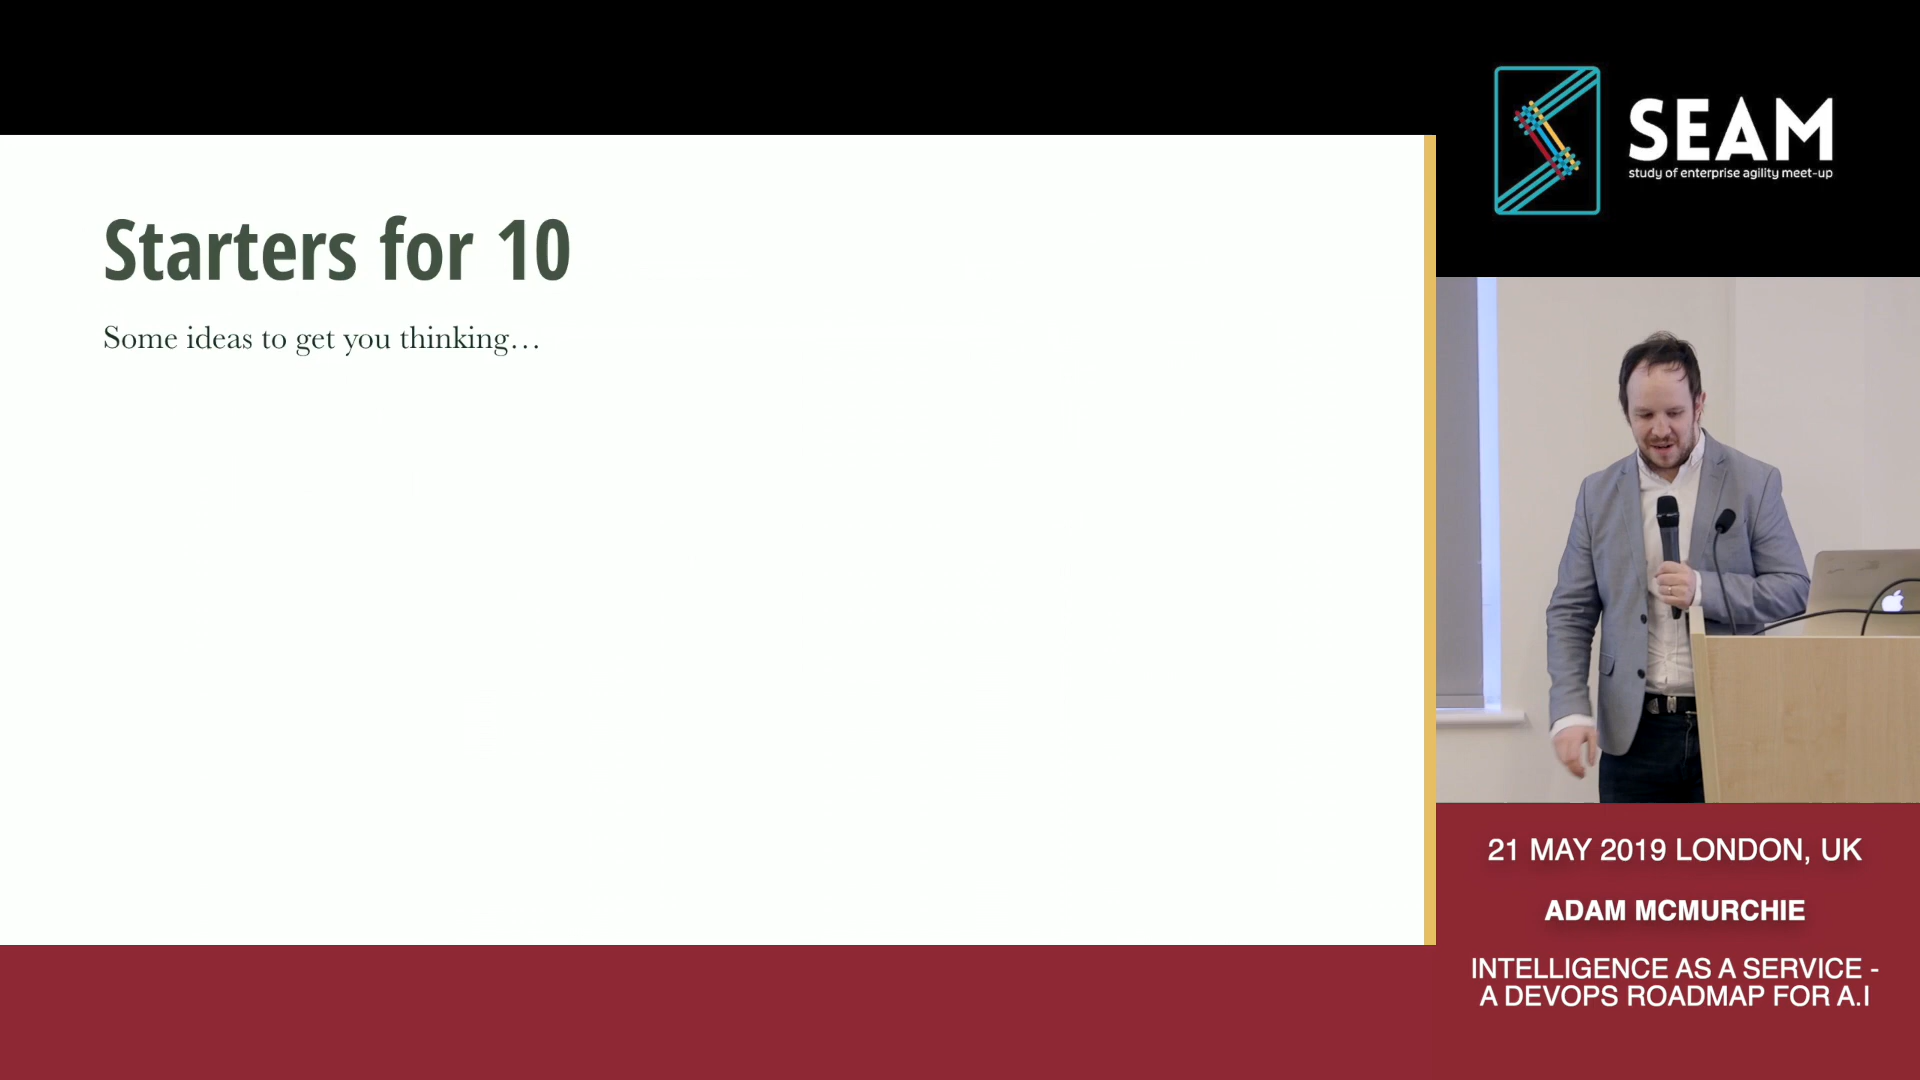 Starters for 10
Some ideas to get you thinking…
SEAM
study of enterprise agility meet-up
21 MAY 2019 LONDON, UK
ADAM MCMURCHIE
INTELLIGENCE AS A SERVICE -
A DEVOPS ROADMAP FOR A.I